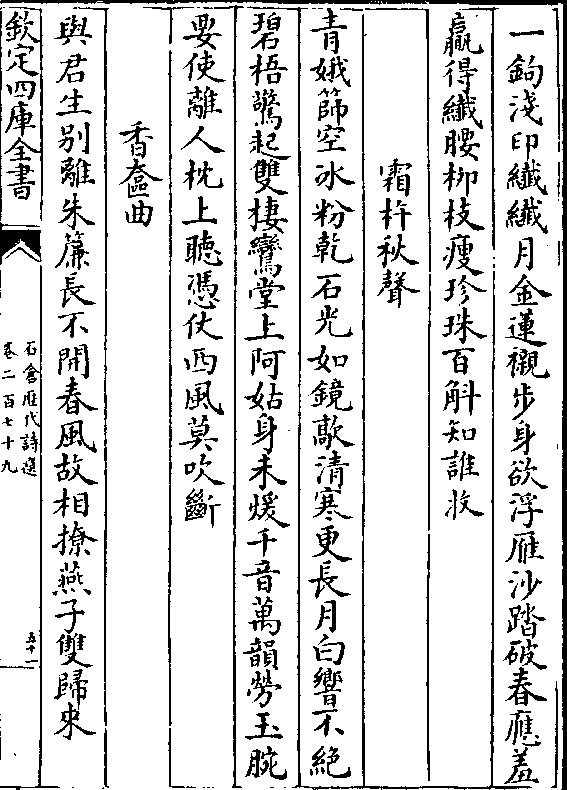 一鉤淺印纖纖月金蓮襯步身欲浮雁沙踏破春應羞
贏得纖腰柳枝瘦珍珠百斛知誰收
霜杵秋聲
青娥篩空冰粉乾石光如鏡敲清寒更長月白響不絶
碧梧驚起雙棲鸞堂上阿姑身未煖千音萬韻勞玉腕
要使離人枕上聽憑仗西風莫吹斷
香奩曲
與君生别離朱簾長不開春風故相撩燕子雙歸來
欽定四庫全書
石倉歴代詩選
卷二百七十九
五十一